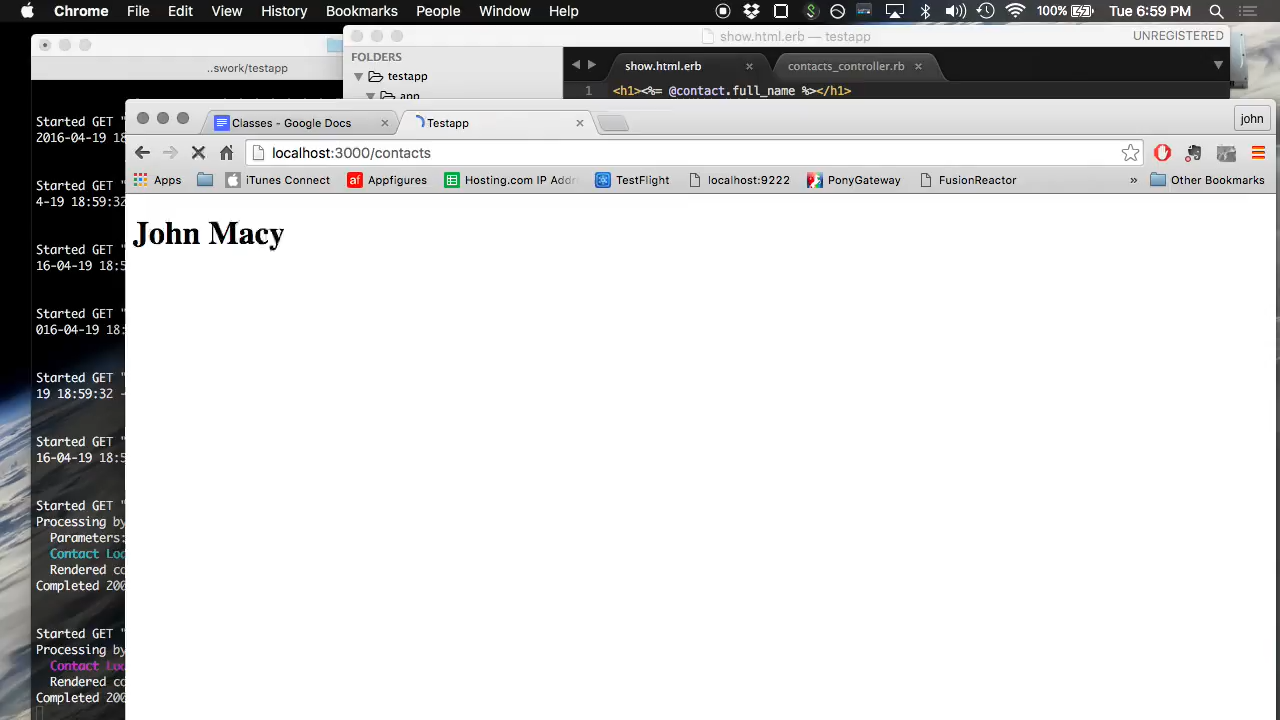 Chrome File Edit View History Bookmarks People Window Help 100% Tue 6:59 PM
show.html.erb — testapp UNREGISTERED
..swork/testapp
FOLDERS
testapp
app
show.html.erb contacts_controller.rb
1 <h1><%= @contact.full_name %></h1>
Classes - Google Docs Testapp john
localhost:3000/contacts
Apps iTunes Connect Appfigures Hosting.com IP Addr TestFlight localhost:9222 PonyGateway FusionReactor » Other Bookmarks
John Macy
Started GET "
2016-04-19 18
Started GET "
4-19 18:59:32
Started GET "
16-04-19 18:5
Started GET "
016-04-19 18:
Started GET "
19 18:59:32 -
Started GET "
16-04-19 18:5
Started GET "
Processing by
Parameters:
Contact Loa
Rendered co
Completed 200
Started GET "
Processing by
Contact Loa
Rendered co
Completed 200